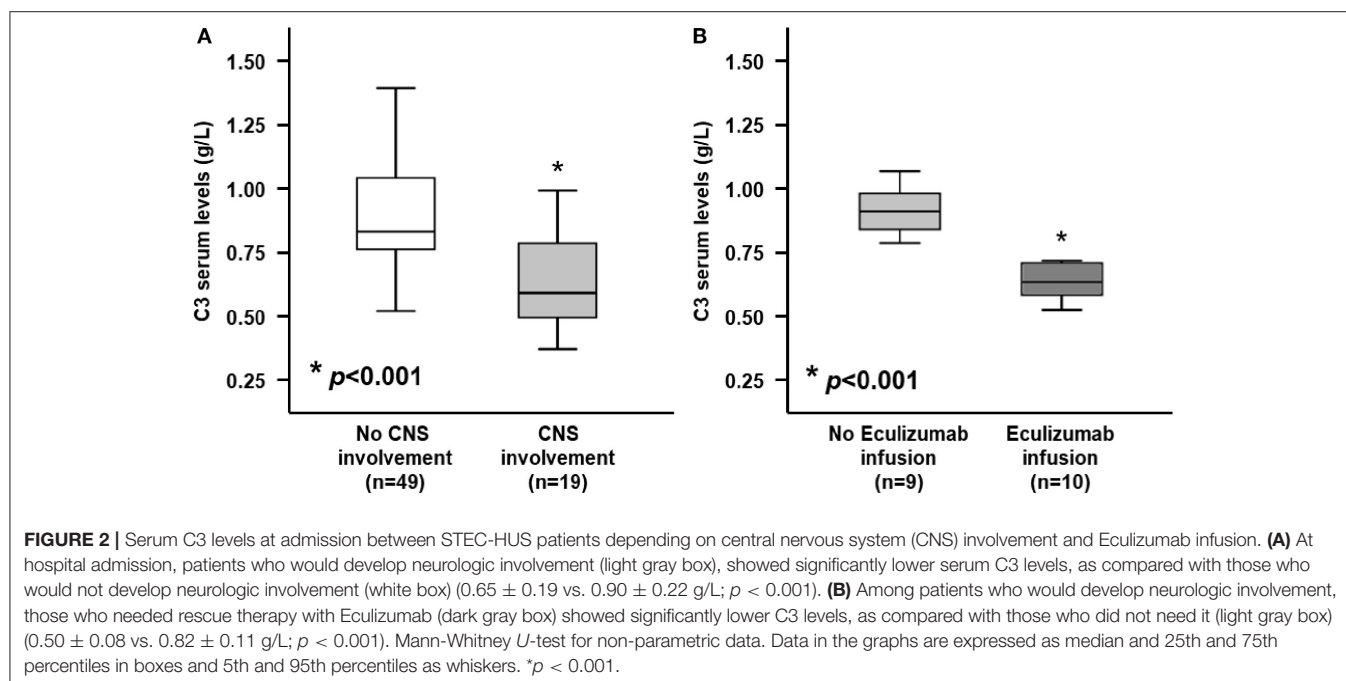 A
1.50
1.25
1.00
0.75
0.50
0.25
C3 serum levels (g/L)
*
* p<0.001
No CNS
involvement
(n=49)
CNS
involvement
(n=19)
B
1.50
1.25
1.00
0.75
0.50
0.25
C3 serum levels (g/L)
*
* p<0.001
No Eculizumab
infusion
(n=9)
Eculizumab
infusion
(n=10)
FIGURE 2 | Serum C3 levels at admission between STEC-HUS patients depending on central nervous system (CNS) involvement and Eculizumab infusion. (A) At
hospital admission, patients who would develop neurologic involvement (light gray box), showed significantly lower serum C3 levels, as compared with those who
would not develop neurologic involvement (white box) (0.65 ± 0.19 vs. 0.90 ± 0.22 g/L; p < 0.001). (B) Among patients who would develop neurologic involvement,
those who needed rescue therapy with Eculizumab (dark gray box) showed significantly lower C3 levels, as compared with those who did not need it (light gray box)
(0.50 ± 0.08 vs. 0.82 ± 0.11 g/L; p < 0.001). Mann-Whitney U-test for non-parametric data. Data in the graphs are expressed as median and 25th and 75th
percentiles in boxes and 5th and 95th percentiles as whiskers. *p < 0.001.